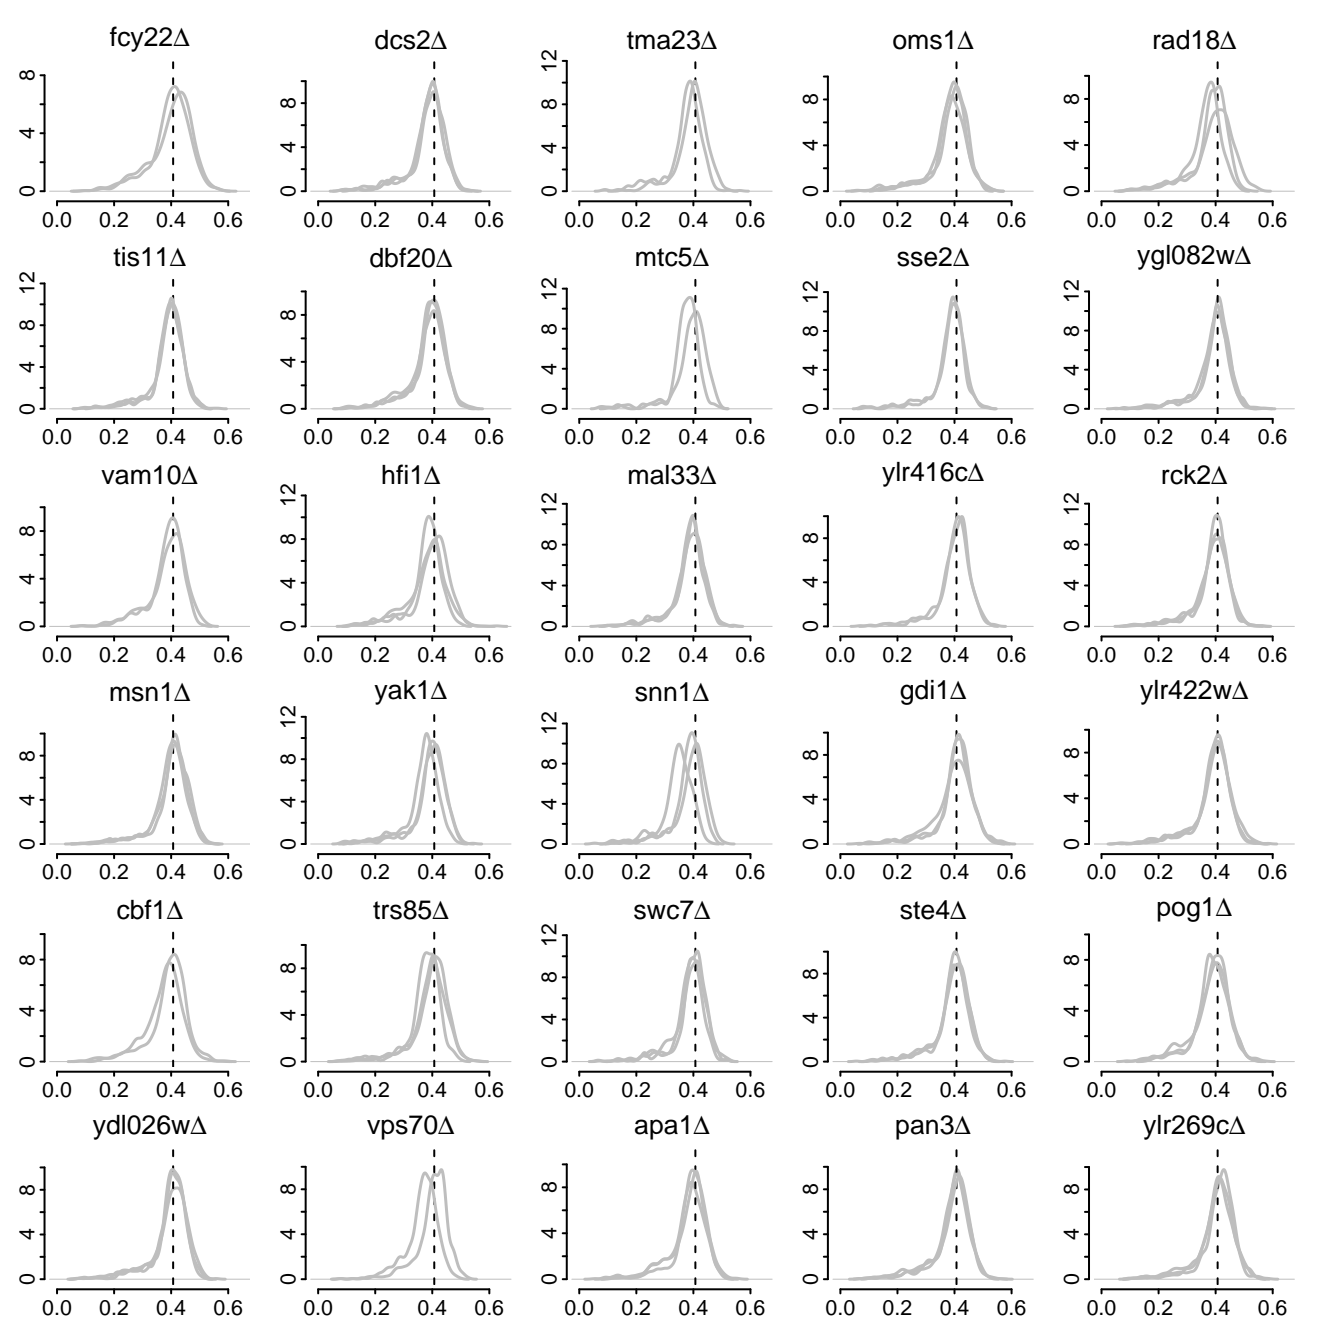 fcy22Δ dcs2Δ tma23Δ oms1Δ rad18Δ
0 4 8 0 4 8 0 4 8 12 0 4 8 0 4 8
0.0 0.2 0.4 0.6 0.0 0.2 0.4 0.6 0.0 0.2 0.4 0.6 0.0 0.2 0.4 0.6 0.0 0.2 0.4 0.6
tis11Δ dbf20Δ mtc5Δ sse2Δ ygl082wΔ
0 4 8 12 0 4 8 0 4 8 12 0 4 8 12 0 4 8 12
0.0 0.2 0.4 0.6 0.0 0.2 0.4 0.6 0.0 0.2 0.4 0.6 0.0 0.2 0.4 0.6 0.0 0.2 0.4 0.6
vam10Δ hfi1Δ mal33Δ ylr416cΔ rck2Δ
0 4 8 0 4 8 12 0 4 8 12 0 4 8 0 4 8 12
0.0 0.2 0.4 0.6 0.0 0.2 0.4 0.6 0.0 0.2 0.4 0.6 0.0 0.2 0.4 0.6 0.0 0.2 0.4 0.6
msn1Δ yak1Δ snn1Δ gdi1Δ ylr422wΔ
0 4 8 0 4 8 12 0 4 8 12 0 4 8 0 4 8
0.0 0.2 0.4 0.6 0.0 0.2 0.4 0.6 0.0 0.2 0.4 0.6 0.0 0.2 0.4 0.6 0.0 0.2 0.4 0.6
cbf1Δ trs85Δ swc7Δ ste4Δ pog1Δ
0 4 8 0 4 8 0 4 8 12 0 4 8 0 4 8
0.0 0.2 0.4 0.6 0.0 0.2 0.4 0.6 0.0 0.2 0.4 0.6 0.0 0.2 0.4 0.6 0.0 0.2 0.4 0.6
ydl026wΔ vps70Δ apa1Δ pan3Δ ylr269cΔ
0 4 8 0 4 8 0 4 8 0 4 8 0 4 8
0.0 0.2 0.4 0.6 0.0 0.2 0.4 0.6 0.0 0.2 0.4 0.6 0.0 0.2 0.4 0.6 0.0 0.2 0.4 0.6